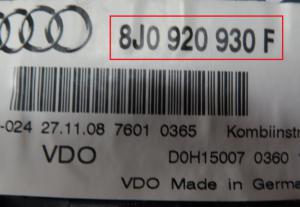 8J0 920 930 F
-024 27.11.08 7601 0365 Kombiinstr
VDO D0H15007 0360
VDO Made in Germa